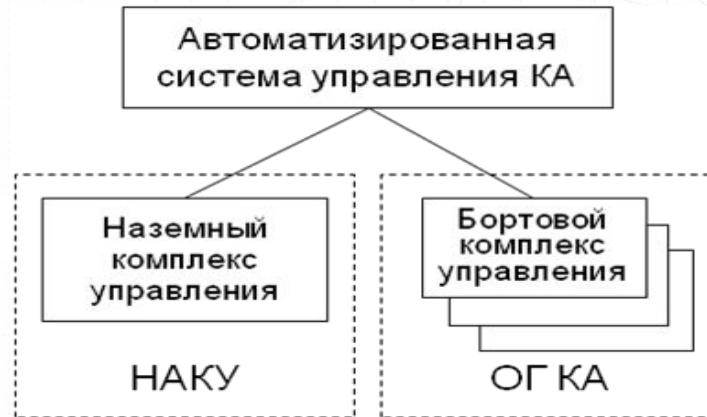 Автоматизированная
система управления КА
Наземный
комплекс
управления
Бортовой
комплекс
управления
НАКУ
ОГ КА